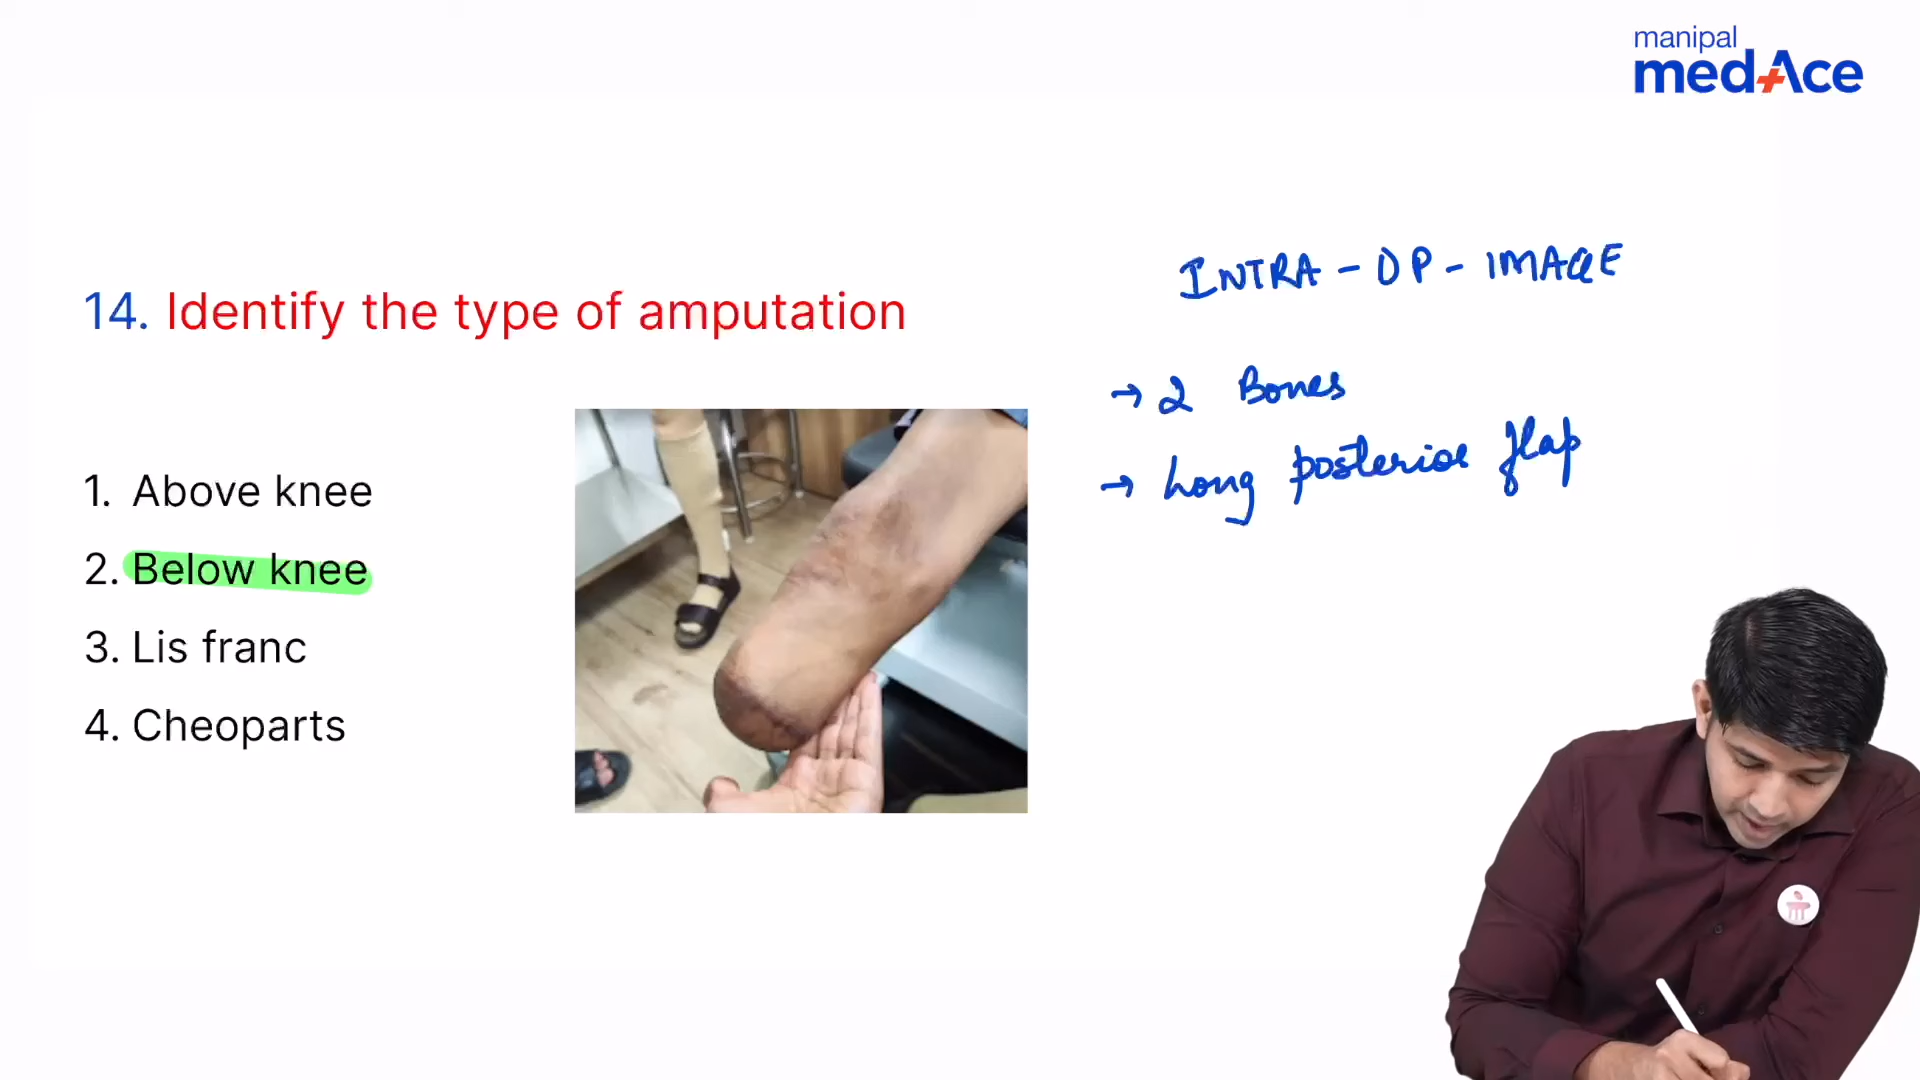 manipal
medAce
14. Identify the type of amputation
1. Above knee
2. Below knee
3. Lis franc
4. Cheoparts
INTRA - OP - IMAGE
→ 2 Bones
→ Long posterior flap